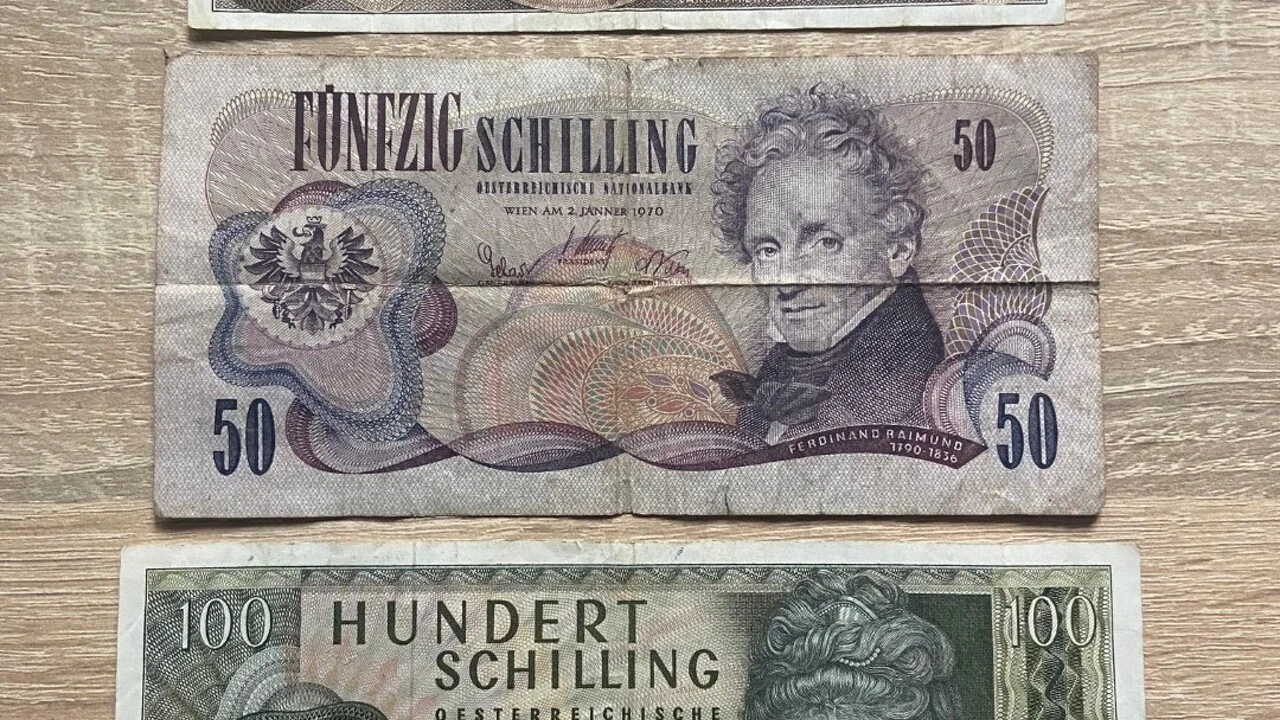 FÜNFZIG SCHILLING
50
OESTERREICHISCHE NATIONALBANK
WIEN AM 2. JÄNNER 1970
PRÄSIDENT
50
FERDINAND RAIMUND
1790-1836
50
100
HUNDERT
SCHILLING
100
OESTERREICHISCHE